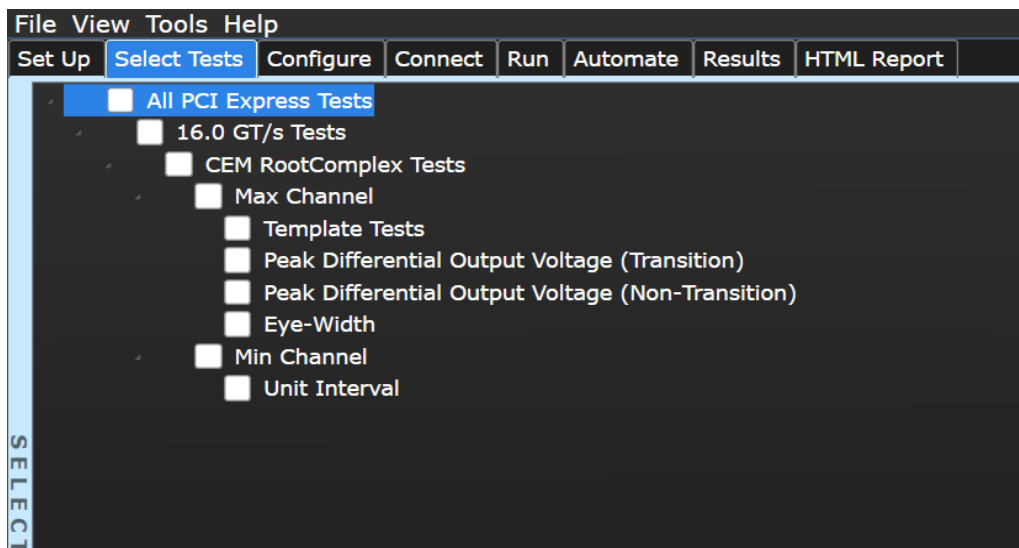 File View Tools Help
Set Up Select Tests Configure Connect Run Automate Results HTML Report
All PCI Express Tests
16.0 GT/s Tests
CEM RootComplex Tests
Max Channel
Template Tests
Peak Differential Output Voltage (Transition)
Peak Differential Output Voltage (Non-Transition)
Eye-Width
Min Channel
Unit Interval
SELECT